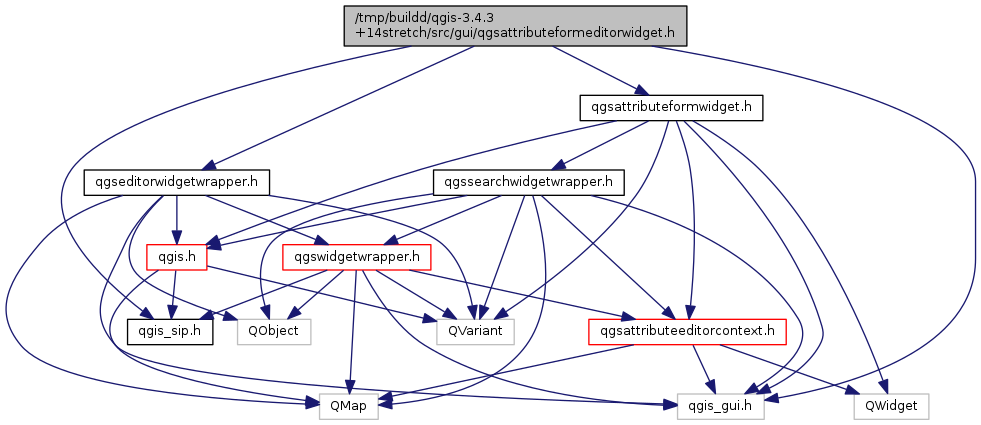 /tmp/buildd/qgis-3.4.3
+14stretch/src/gui/qgsattributeformeditorwidget.h
qgsattributeformwidget.h
qgseditorwidgetwrapper.h
qgssearchwidgetwrapper.h
qgis.h
qgswidgetwrapper.h
qgis_sip.h
QObject
QVariant
qgsattributeeditorcontext.h
QMap
qgis_gui.h
QWidget